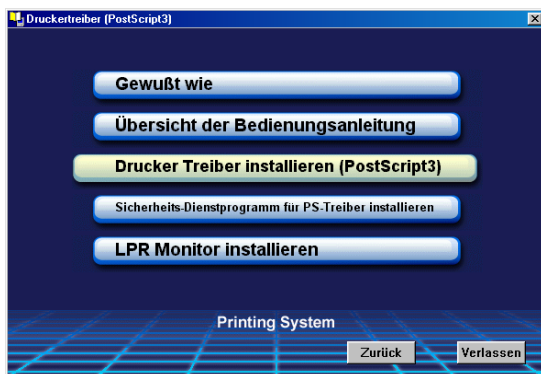 Druckertreiber (PostScript3)
Gewußt wie
Übersicht der Bedienungsanleitung
Drucker Treiber installieren (PostScript3)
Sicherheits-Dienstprogramm für PS-Treiber installieren
LPR Monitor installieren
Printing System
Zurück
Verlassen